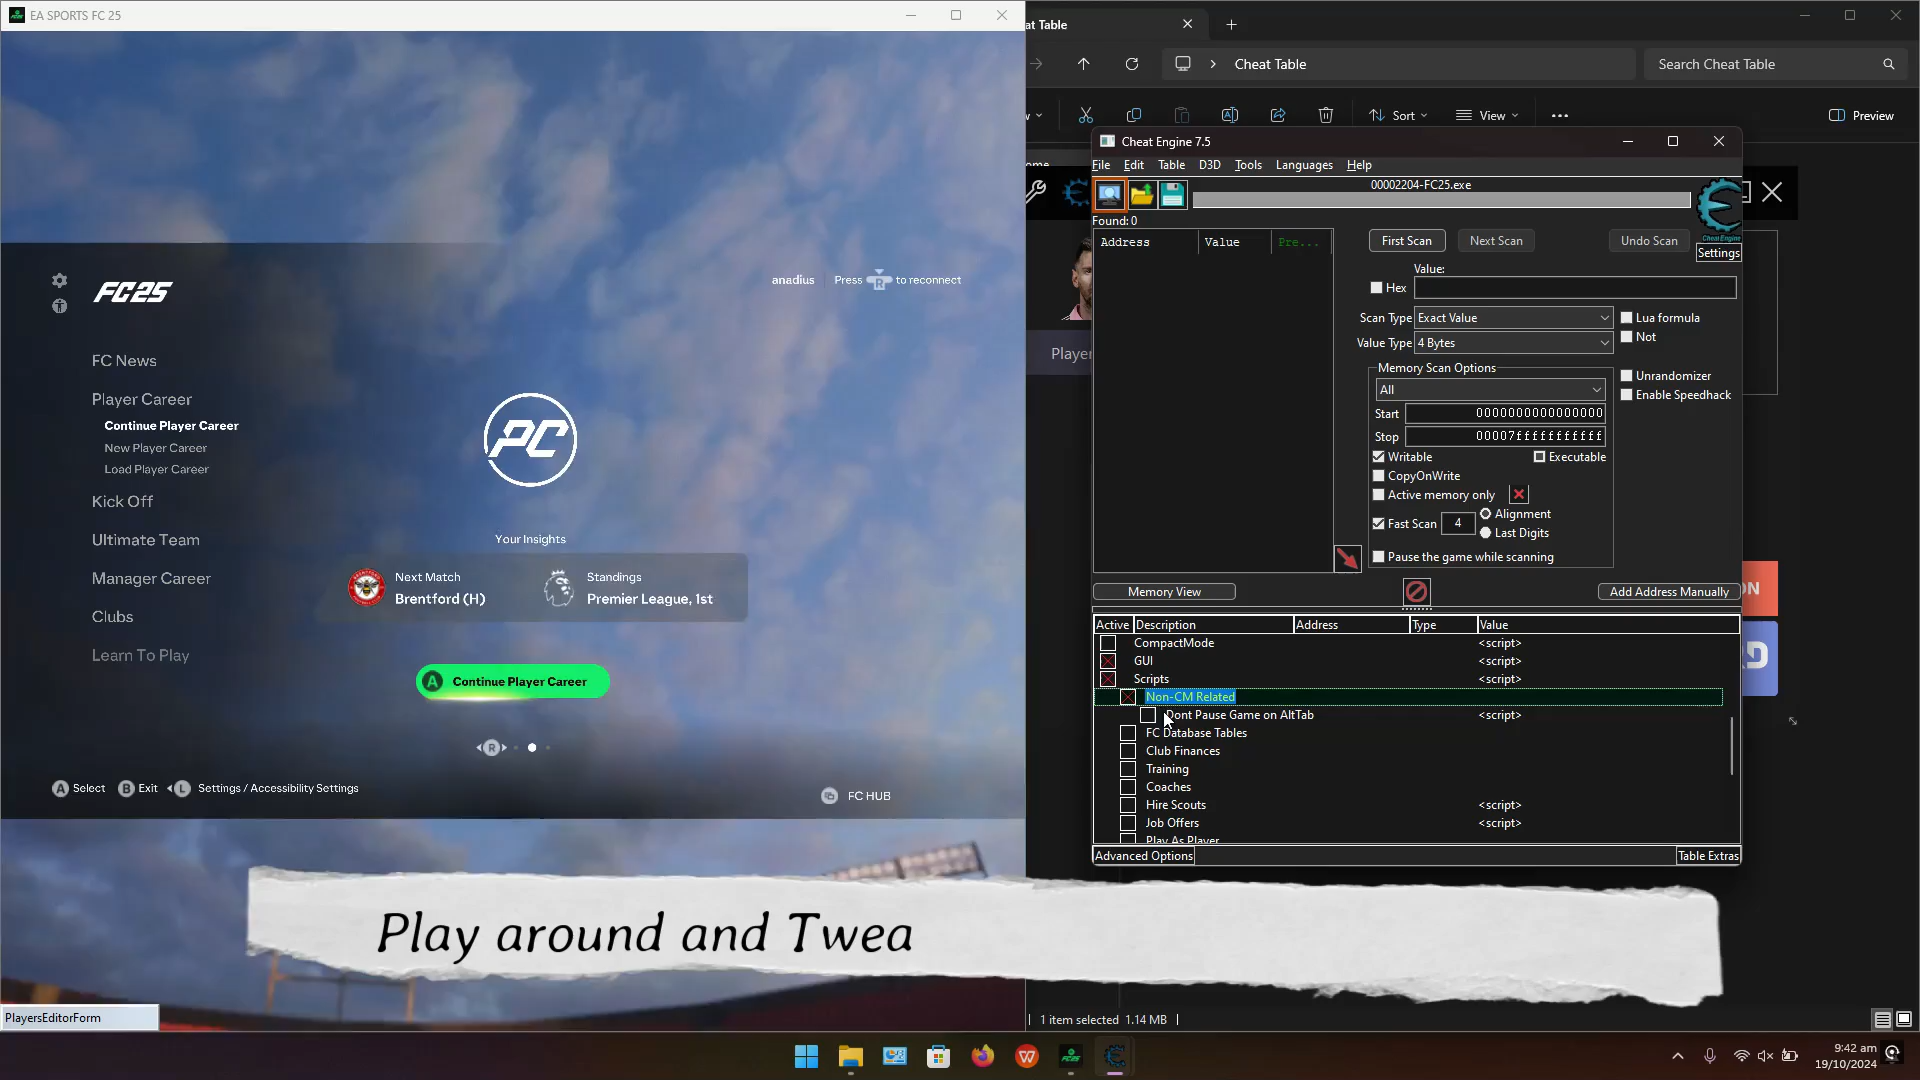 EA SPORTS FC 25
FC25
anadius
Press R to reconnect
FC News
Player Career
Continue Player Career
New Player Career
Load Player Career
Kick Off
Ultimate Team
Manager Career
Clubs
Learn To Play
PC
Your Insights
Next Match
Brentford (H)
Standings
Premier League, 1st
A Continue Player Career
R
A Select B Exit L Settings / Accessibility Settings
FC HUB
Play around and Twea
PlayersEditorForm
at Table
Cheat Table
Search Cheat Table
Sort
View
Preview
Player
ON
Cheat Engine 7.5
File Edit Table D3D Tools Languages Help
00002204-FC25.exe
Found: 0
Address Value Pre...
First Scan Next Scan Undo Scan
Cheat Engine
Settings
Value:
Hex
Scan Type Exact Value
Lua formula
Not
Value Type 4 Bytes
Memory Scan Options
All
Unrandomizer
Enable Speedhack
Start 0000000000000000
Stop 00007fffffffffff
Writable Executable
CopyOnWrite
Active memory only
Fast Scan 4 Alignment
Last Digits
Pause the game while scanning
Memory View
Add Address Manually
Active Description Address Type Value
CompactMode <script>
GUI <script>
Scripts <script>
Non-CM Related
Dont Pause Game on AltTab <script>
FC Database Tables
Club Finances
Training
Coaches
Hire Scouts <script>
Job Offers <script>
Play As Player
Advanced Options
Table Extras
1 item selected 1.14 MB
9:42 am
19/10/2024